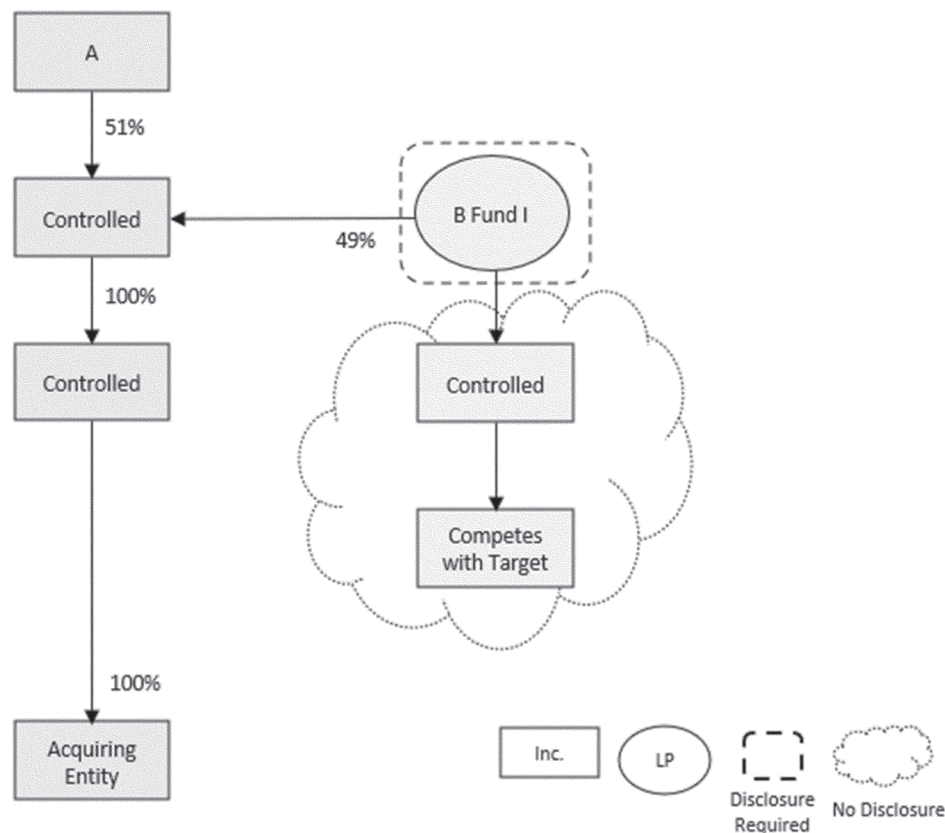 A
51%
Controlled
B Fund I
49%
100%
Controlled
Controlled
Competes
with Target
100%
Acquiring
Entity
Inc.
LP
Disclosure
Required
No Disclosure